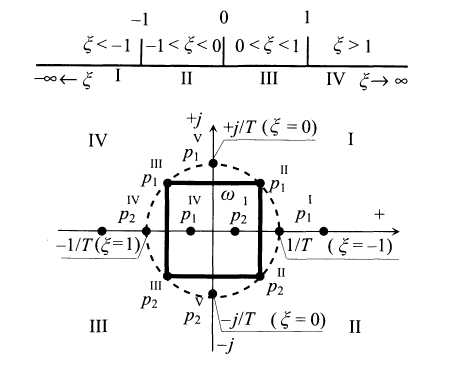 −1 0 1
ξ < −1 −1 < ξ < 0 0 < ξ < 1 ξ > 1
−∞ ← ξ I II III IV ξ → ∞
+j
IV V +j/T (ξ = 0) I
p₁
III II
p₁ ω₁ p₁
IV IV I
p₂ p₁ p₂ p₁ +
−1/T (ξ = 1) 1/T (ξ = −1)
III II
p₂ p₂
V
III p₂ −j/T (ξ = 0) II
−j